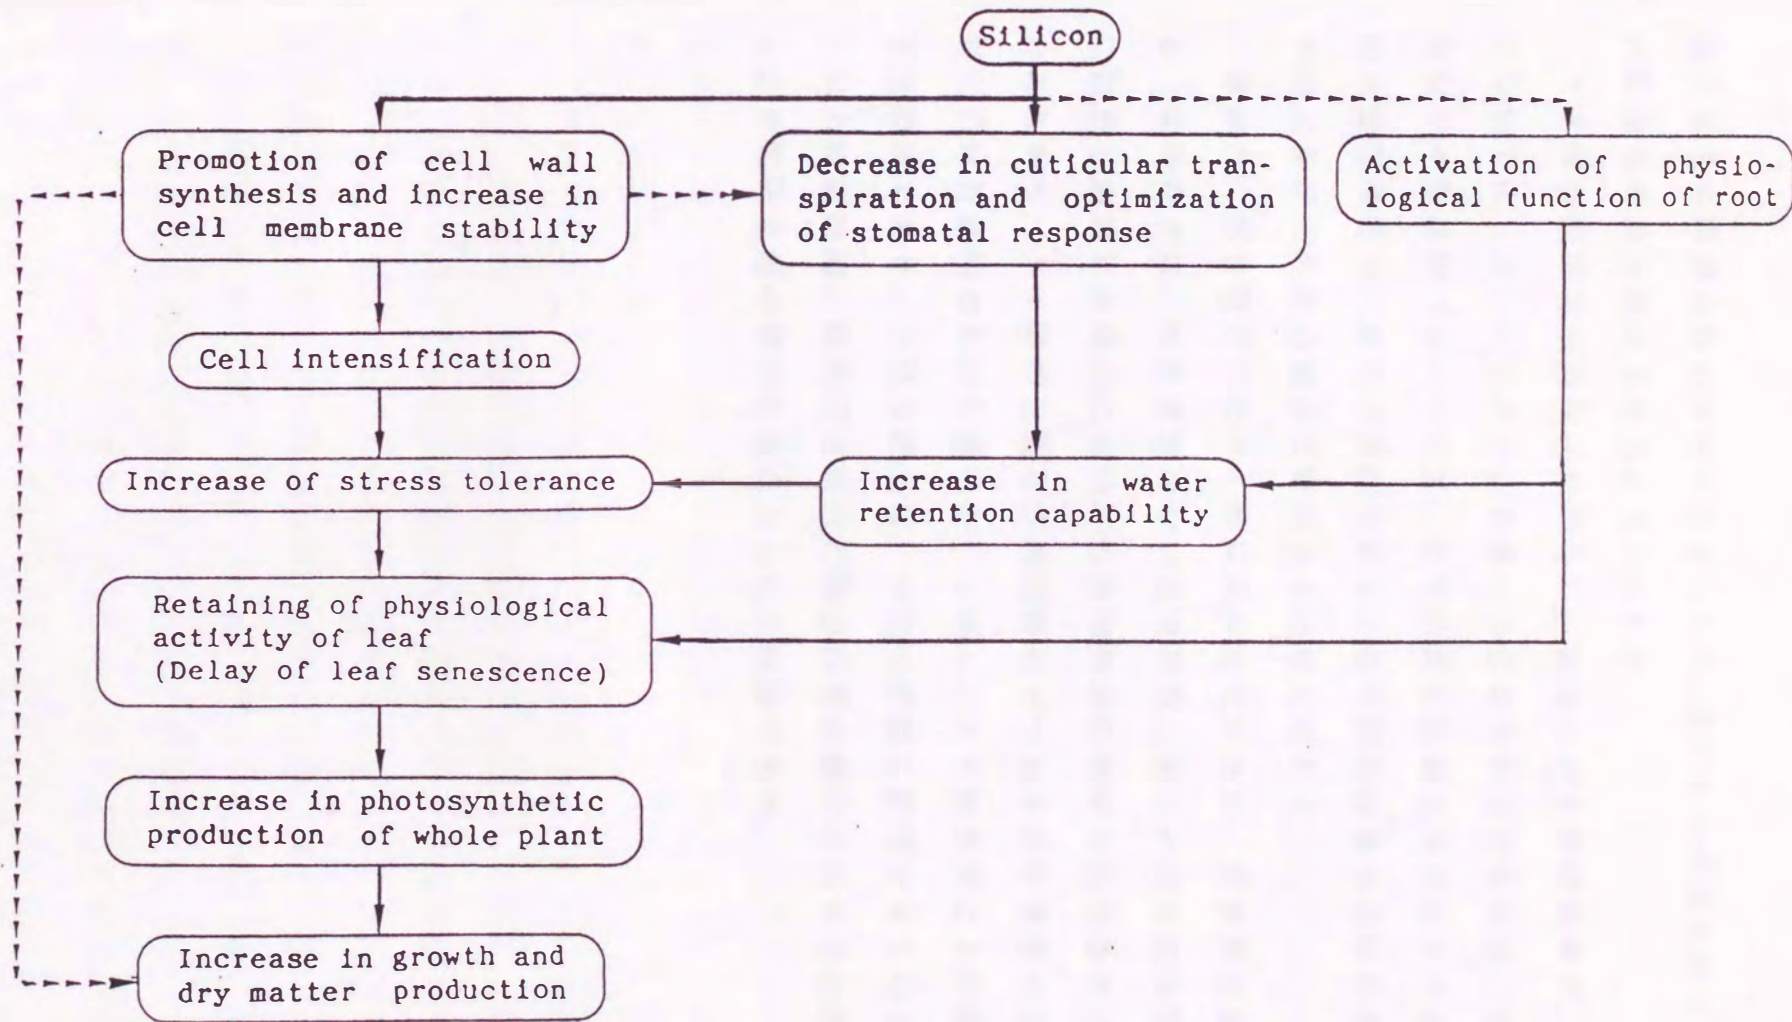 Silicon
Promotion of cell wall
synthesis and increase in
cell membrane stability
Decrease in cuticular tran-
spiration and optimization
of stomatal response
Activation of physio-
logical function of root
Cell intensification
Increase of stress tolerance
Increase in water
retention capability
Retaining of physiological
activity of leaf
(Delay of leaf senescence)
Increase in photosynthetic
production of whole plant
Increase in growth and
dry matter production